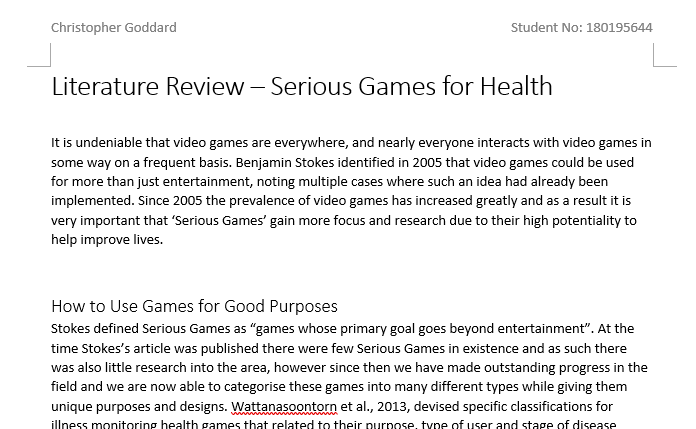 Christopher Goddard Student No: 180195644
Literature Review – Serious Games for Health
It is undeniable that video games are everywhere, and nearly everyone interacts with video games in
some way on a frequent basis. Benjamin Stokes identified in 2005 that video games could be used
for more than just entertainment, noting multiple cases where such an idea had already been
implemented. Since 2005 the prevalence of video games has increased greatly and as a result it is
very important that ‘Serious Games’ gain more focus and research due to their high potentiality to
help improve lives.
How to Use Games for Good Purposes
Stokes defined Serious Games as “games whose primary goal goes beyond entertainment”. At the
time Stokes’s article was published there were few Serious Games in existence and as such there
was also little research into the area, however since then we have made outstanding progress in the
field and we are now able to categorise these games into many different types while giving them
unique purposes and designs. Wattanasoontorn et al., 2013, devised specific classifications for
illness monitoring health games that related to their purpose, type of user and stage of disease